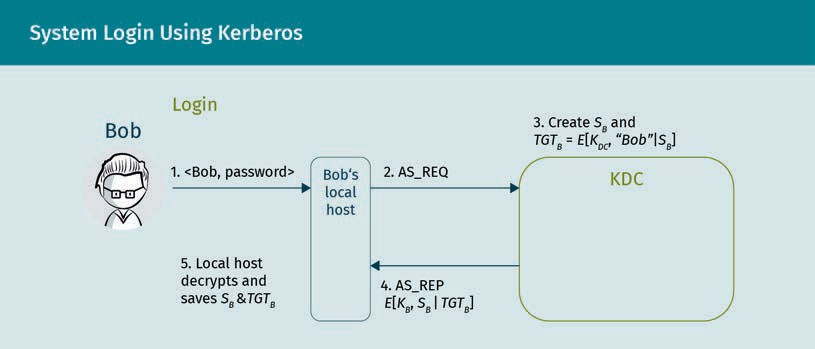 System Login Using Kerberos
Login
Bob
1. <Bob, password>
Bob‘s
local
host
2. AS_REQ
3. Create S_B and
TGT_B = E[K_DC, “Bob”|S_B]
KDC
4. AS_REP
E[K_B, S_B | TGT_B]
5. Local host
decrypts and
saves S_B &TGT_B